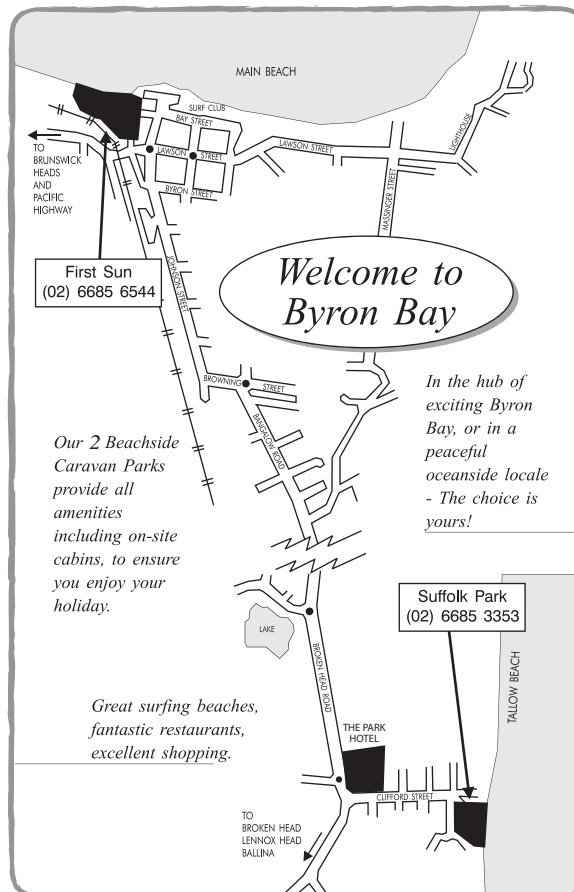 MAIN BEACH
SURF CLUB
BAY STREET
LAWSON STREET
LAWSON STREET
LIGHTHOUSE
BYRON STREET
MASSINGER STREET
TO
BRUNSWICK
HEADS
AND
PACIFIC
HIGHWAY
First Sun
(02) 6685 6544
JOHNSON STREET
Welcome to
Byron Bay
BROWNING STREET
BANGALOW ROAD
In the hub of
exciting Byron
Bay, or in a
peaceful
oceanside locale
- The choice is
yours!
Our 2 Beachside
Caravan Parks
provide all
amenities
including on-site
cabins, to ensure
you enjoy your
holiday.
Suffolk Park
(02) 6685 3353
LAKE
BROKEN HEAD ROAD
TALLOW BEACH
Great surfing beaches,
fantastic restaurants,
excellent shopping.
THE PARK
HOTEL
CLIFFORD STREET
TO
BROKEN HEAD
LENNOX HEAD
BALLINA